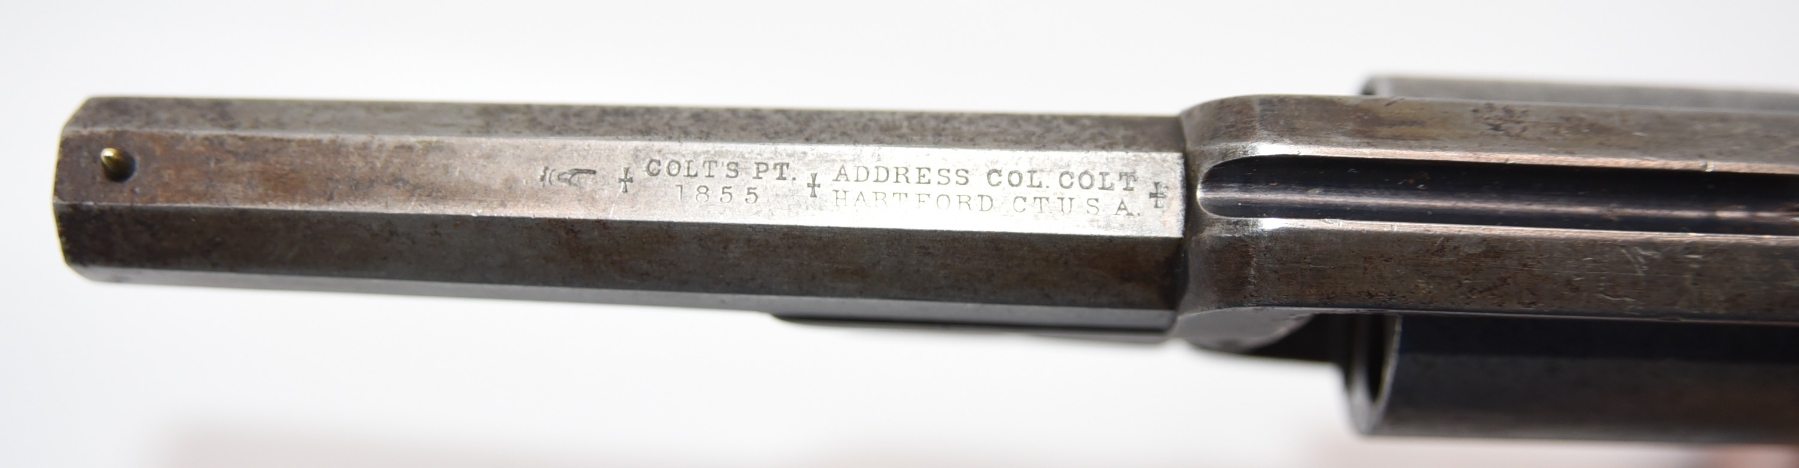 COLT'S PT.
1855
ADDRESS COL. COLT
HARTFORD CT U S A.